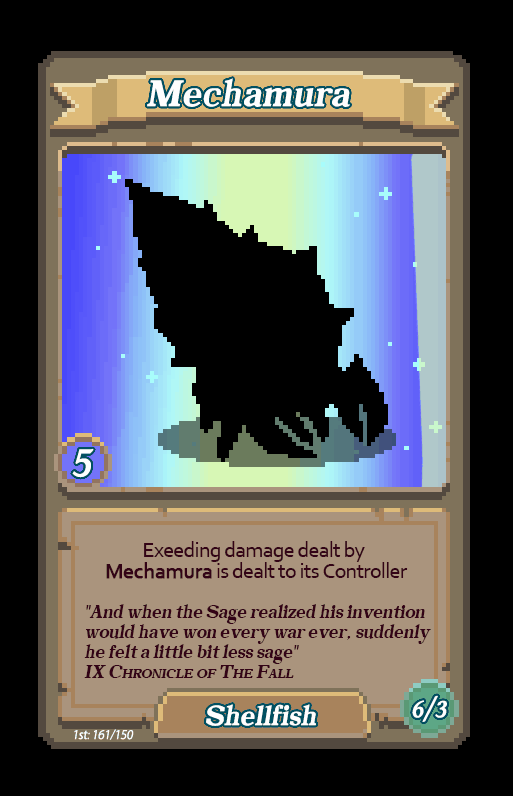 Mechamura
5
Exeeding damage dealt by
Mechamura is dealt to its Controller
"And when the Sage realized his invention
would have won every war ever, suddenly
he felt a little bit less sage"
IX CHRONICLE OF THE FALL
6/3
Shellfish
1st: 161/150